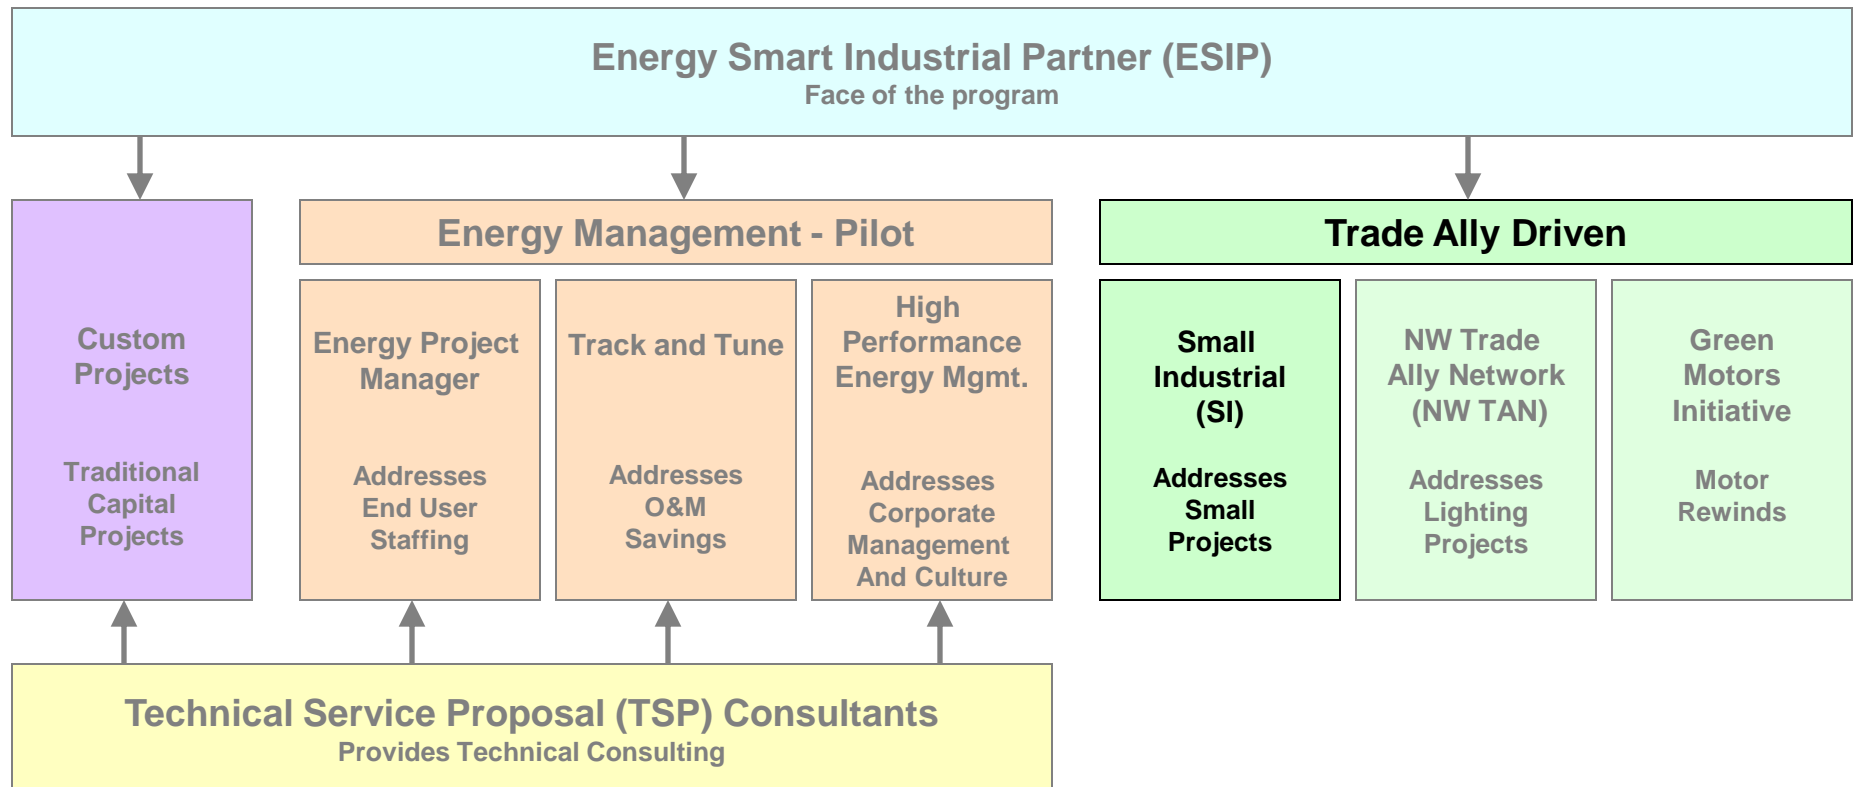 Energy Smart Industrial Partner (ESIP)
Face of the program
Custom
Projects
Traditional
Capital
Projects
Energy Management - Pilot
Energy Project
Manager
Addresses
End User
Staffing
Track and Tune
Addresses
O&M
Savings
High
Performance
Energy Mgmt.
Addresses
Corporate
Management
And Culture
Trade Ally Driven
Small
Industrial
(SI)
Addresses
Small
Projects
NW Trade
Ally Network
(NW TAN)
Addresses
Lighting
Projects
Green
Motors
Initiative
Motor
Rewinds
Technical Service Proposal (TSP) Consultants
Provides Technical Consulting